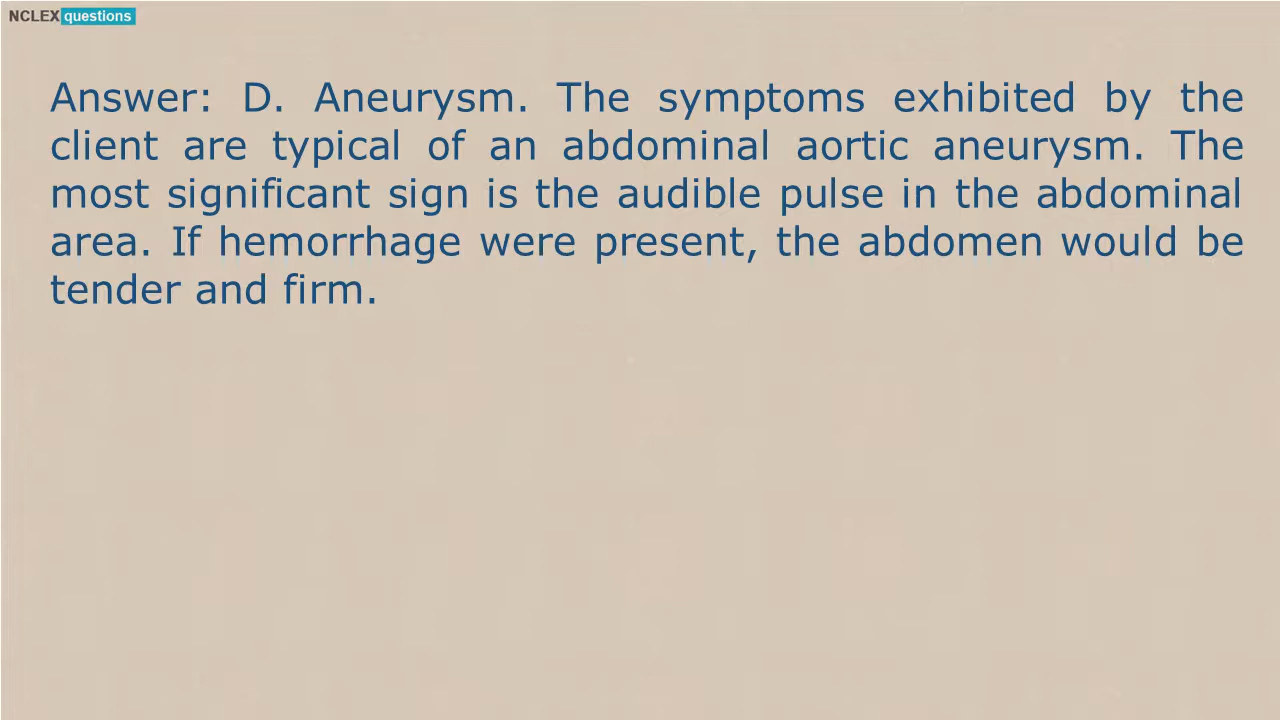 NCLEX questions
Answer: D. Aneurysm. The symptoms exhibited by the
client are typical of an abdominal aortic aneurysm. The
most significant sign is the audible pulse in the abdominal
area. If hemorrhage were present, the abdomen would be
tender and firm.